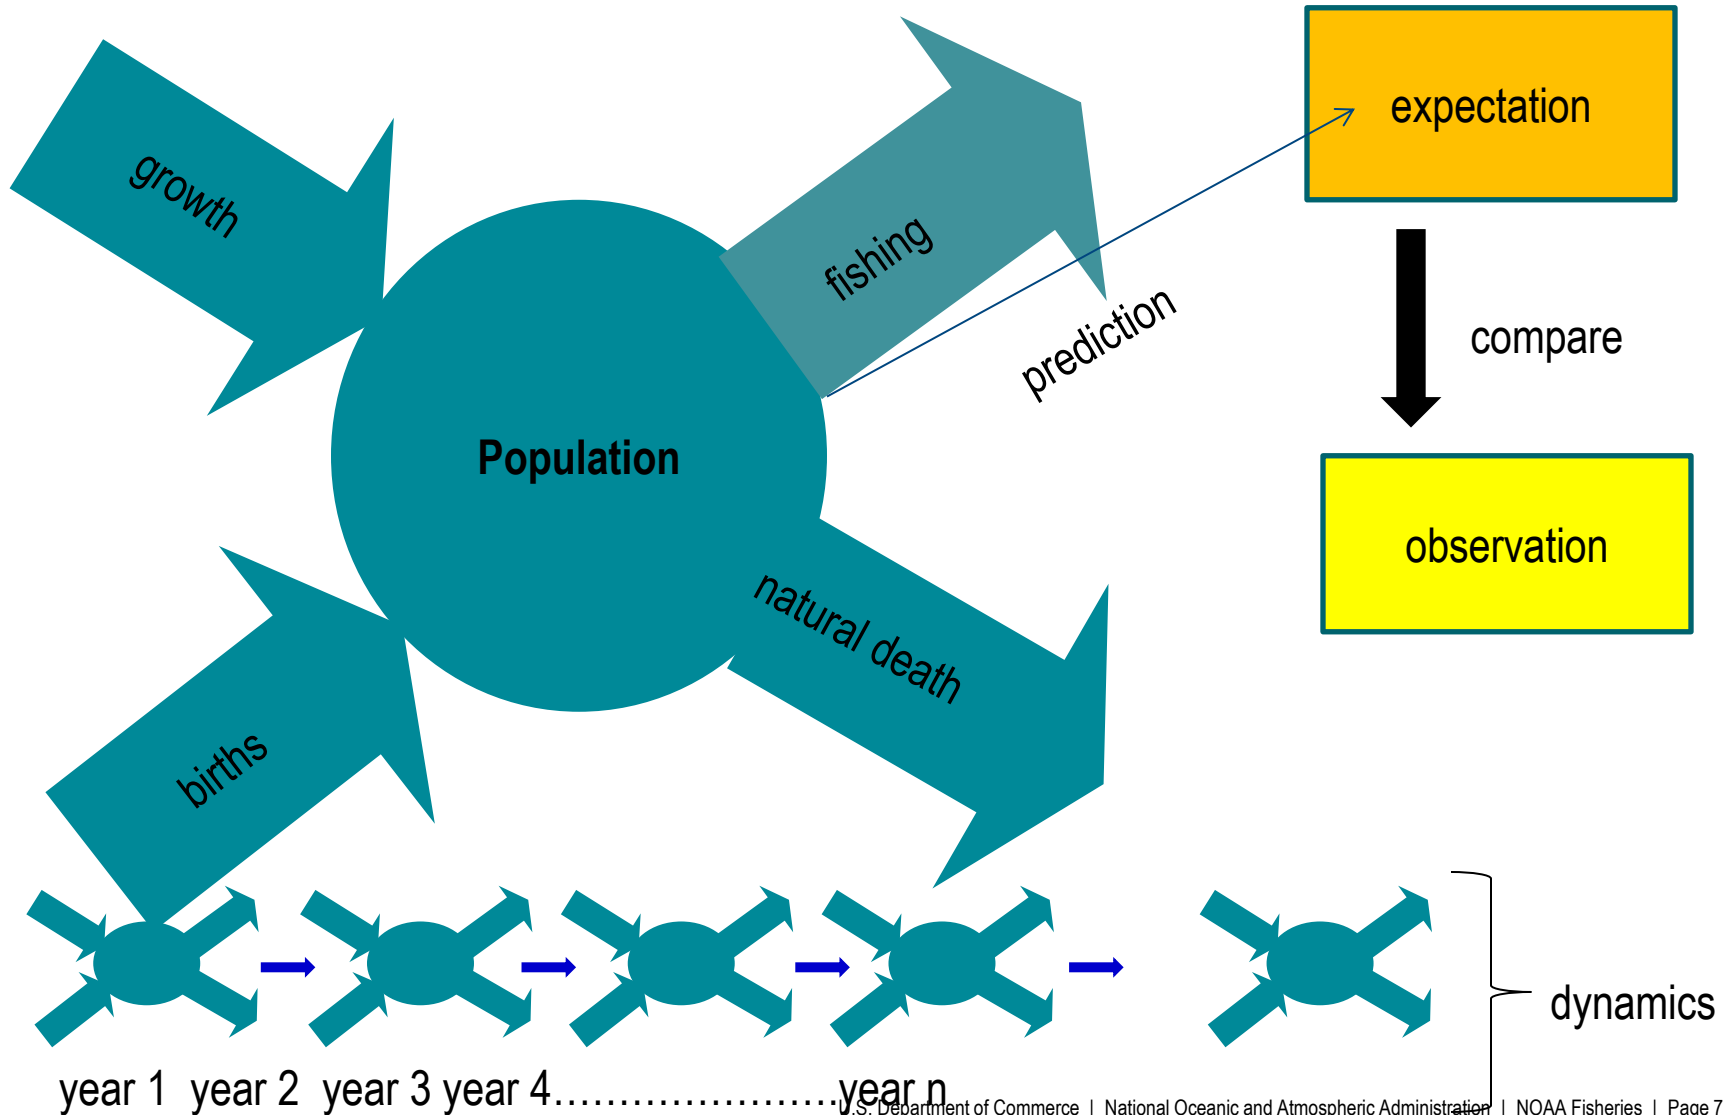 growth
expectation
fishing
prediction
compare
Population
observation
natural death
births
dynamics
year 1 year 2 year 3 year 4........................year n
U.S. Department of Commerce | National Oceanic and Atmospheric Administration | NOAA Fisheries | Page 7